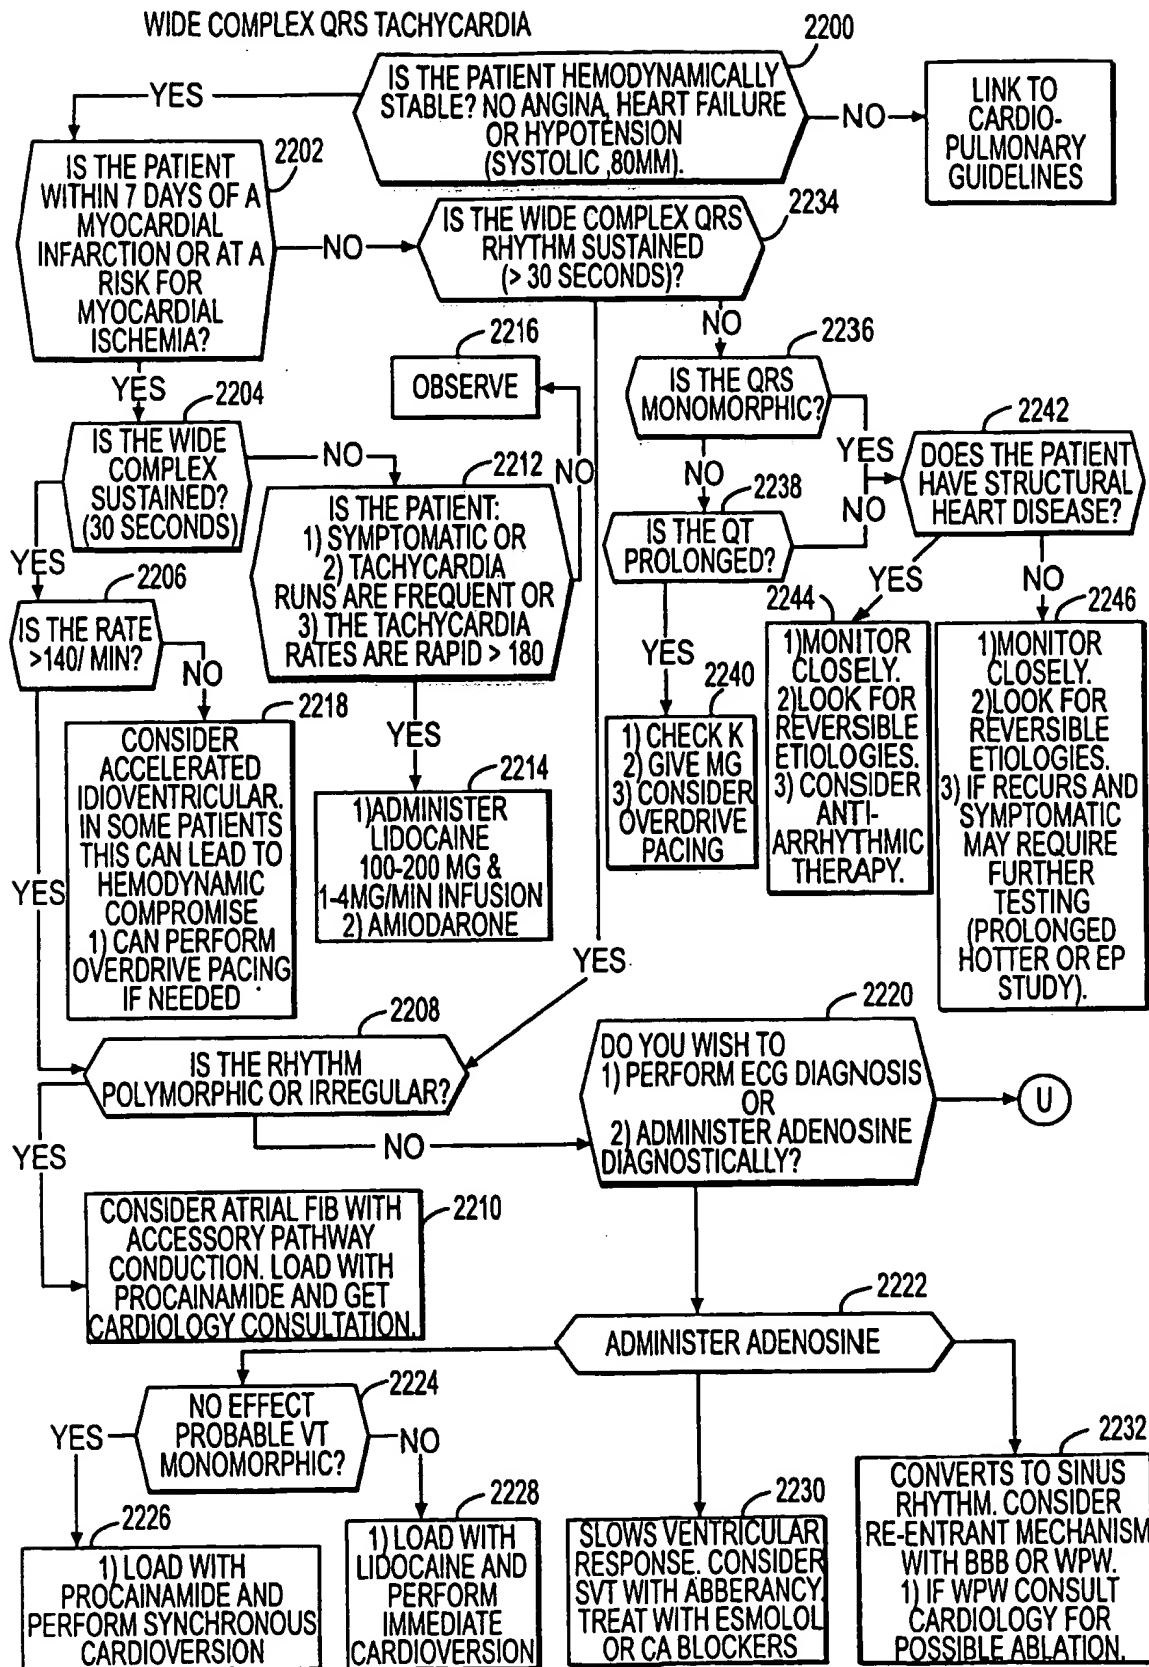 WIDE COMPLEX QRS TACHYCARDIA
2200
IS THE PATIENT HEMODYNAMICALLY
STABLE? NO ANGINA, HEART FAILURE
OR HYPOTENSION
(SYSTOLIC ,80MM).
YES
NO
LINK TO
CARDIO-
PULMONARY
GUIDELINES
2202
IS THE PATIENT
WITHIN 7 DAYS OF A
MYOCARDIAL
INFARCTION OR AT A
RISK FOR
MYOCARDIAL
ISCHEMIA?
NO
YES
2234
IS THE WIDE COMPLEX QRS
RHYTHM SUSTAINED
(> 30 SECONDS)?
NO
YES
2216
OBSERVE
2236
IS THE QRS
MONOMORPHIC?
YES
NO
2204
IS THE WIDE
COMPLEX
SUSTAINED?
(30 SECONDS)
NO
YES
2212
IS THE PATIENT:
1) SYMPTOMATIC OR
2) TACHYCARDIA
RUNS ARE FREQUENT OR
3) THE TACHYCARDIA
RATES ARE RAPID > 180
NO
YES
2238
IS THE QT
PROLONGED?
NO
YES
2242
DOES THE PATIENT
HAVE STRUCTURAL
HEART DISEASE?
YES
NO
2206
IS THE RATE
>140/ MIN?
NO
YES
2218
CONSIDER
ACCELERATED
IDIOVENTRICULAR.
IN SOME PATIENTS
THIS CAN LEAD TO
HEMODYNAMIC
COMPROMISE
1) CAN PERFORM
OVERDRIVE PACING
IF NEEDED
2214
1)ADMINISTER
LIDOCAINE
100-200 MG &
1-4MG/MIN INFUSION
2) AMIODARONE
2240
1) CHECK K
2) GIVE MG
3) CONSIDER
OVERDRIVE
PACING
2244
1)MONITOR
CLOSELY.
2)LOOK FOR
REVERSIBLE
ETIOLOGIES.
3) CONSIDER
ANTI-
ARRHYTHMIC
THERAPY.
2246
1)MONITOR
CLOSELY.
2)LOOK FOR
REVERSIBLE
ETIOLOGIES.
3) IF RECURS AND
SYMPTOMATIC
MAY REQUIRE
FURTHER
TESTING
(PROLONGED
HOTTER OR EP
STUDY).
2208
IS THE RHYTHM
POLYMORPHIC OR IRREGULAR?
NO
YES
2220
DO YOU WISH TO
1) PERFORM ECG DIAGNOSIS
OR
2) ADMINISTER ADENOSINE
DIAGNOSTICALLY?
U
2210
CONSIDER ATRIAL FIB WITH
ACCESSORY PATHWAY
CONDUCTION. LOAD WITH
PROCAINAMIDE AND GET
CARDIOLOGY CONSULTATION.
2222
ADMINISTER ADENOSINE
2224
NO EFFECT
PROBABLE VT
MONOMORPHIC?
YES
NO
2226
1) LOAD WITH
PROCAINAMIDE AND
PERFORM SYNCHRONOUS
CARDIOVERSION
2228
1) LOAD WITH
LIDOCAINE AND
PERFORM
IMMEDIATE
CARDIOVERSION
2230
SLOWS VENTRICULAR
RESPONSE. CONSIDER
SVT WITH ABBERANCY.
TREAT WITH ESMOLOL
OR CA BLOCKERS
2232
CONVERTS TO SINUS
RHYTHM. CONSIDER
RE-ENTRANT MECHANISM
WITH BBB OR WPW.
1) IF WPW CONSULT
CARDIOLOGY FOR
POSSIBLE ABLATION.